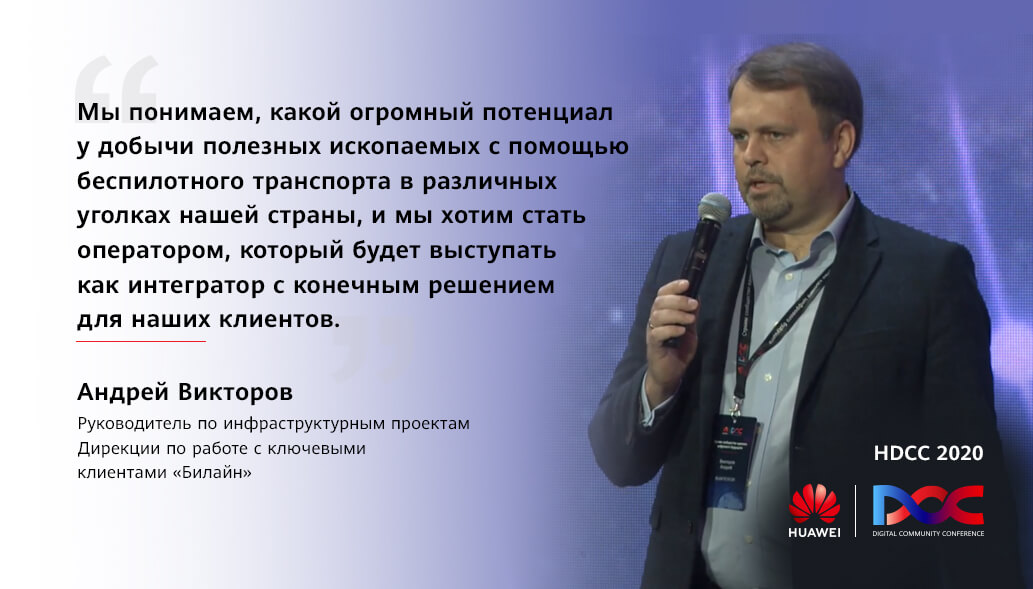 Мы понимаем, какой огромный потенциал
у добычи полезных ископаемых с помощью
беспилотного транспорта в различных
уголках нашей страны, и мы хотим стать
оператором, который будет выступать
как интегратор с конечным решением
для наших клиентов.
Андрей Викторов
Руководитель по инфраструктурным проектам
Дирекции по работе с ключевыми
клиентами «Билайн»
HDCC 2020
HUAWEI
DCC
DIGITAL COMMUNITY CONFERENCE